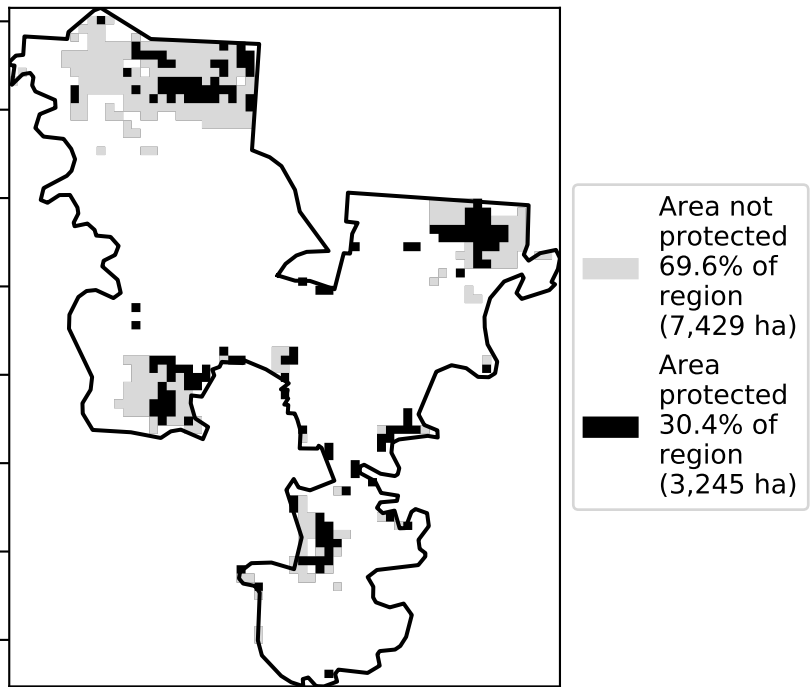 Area not
protected
69.6% of
region
(7,429 ha)
Area
protected
30.4% of
region
(3,245 ha)